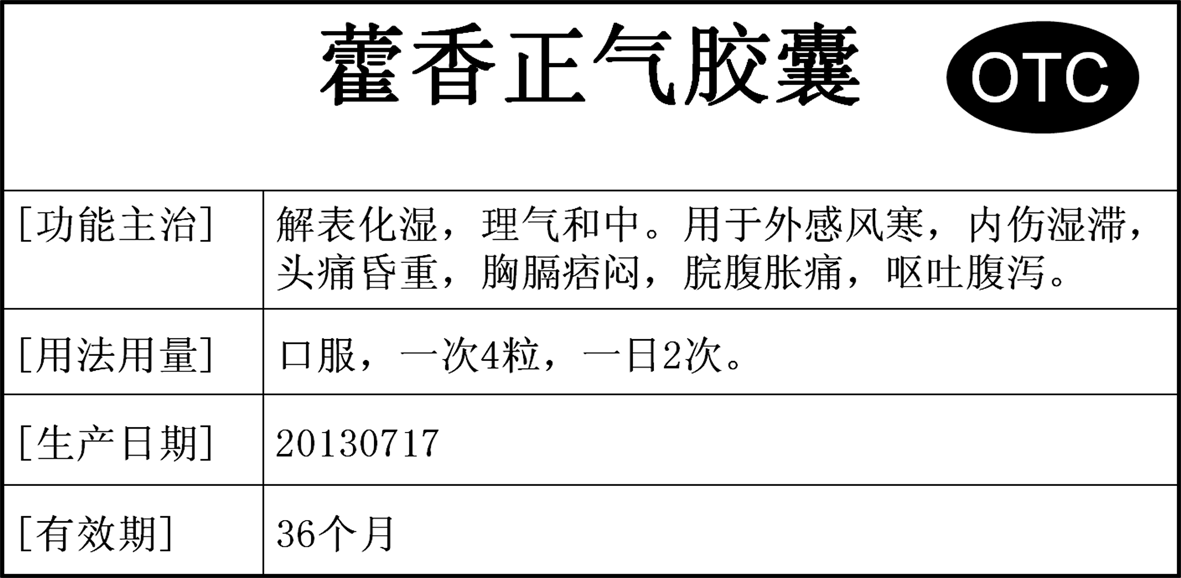 藿香正气胶囊
OTC
[功能主治]
解表化湿，理气和中。用于外感风寒，内伤湿滞，
头痛昏重，胸膈痞闷，脘腹胀痛，呕吐腹泻。
[用法用量]
口服，一次4粒，一日2次。
[生产日期]
20130717
[有效期]
36个月